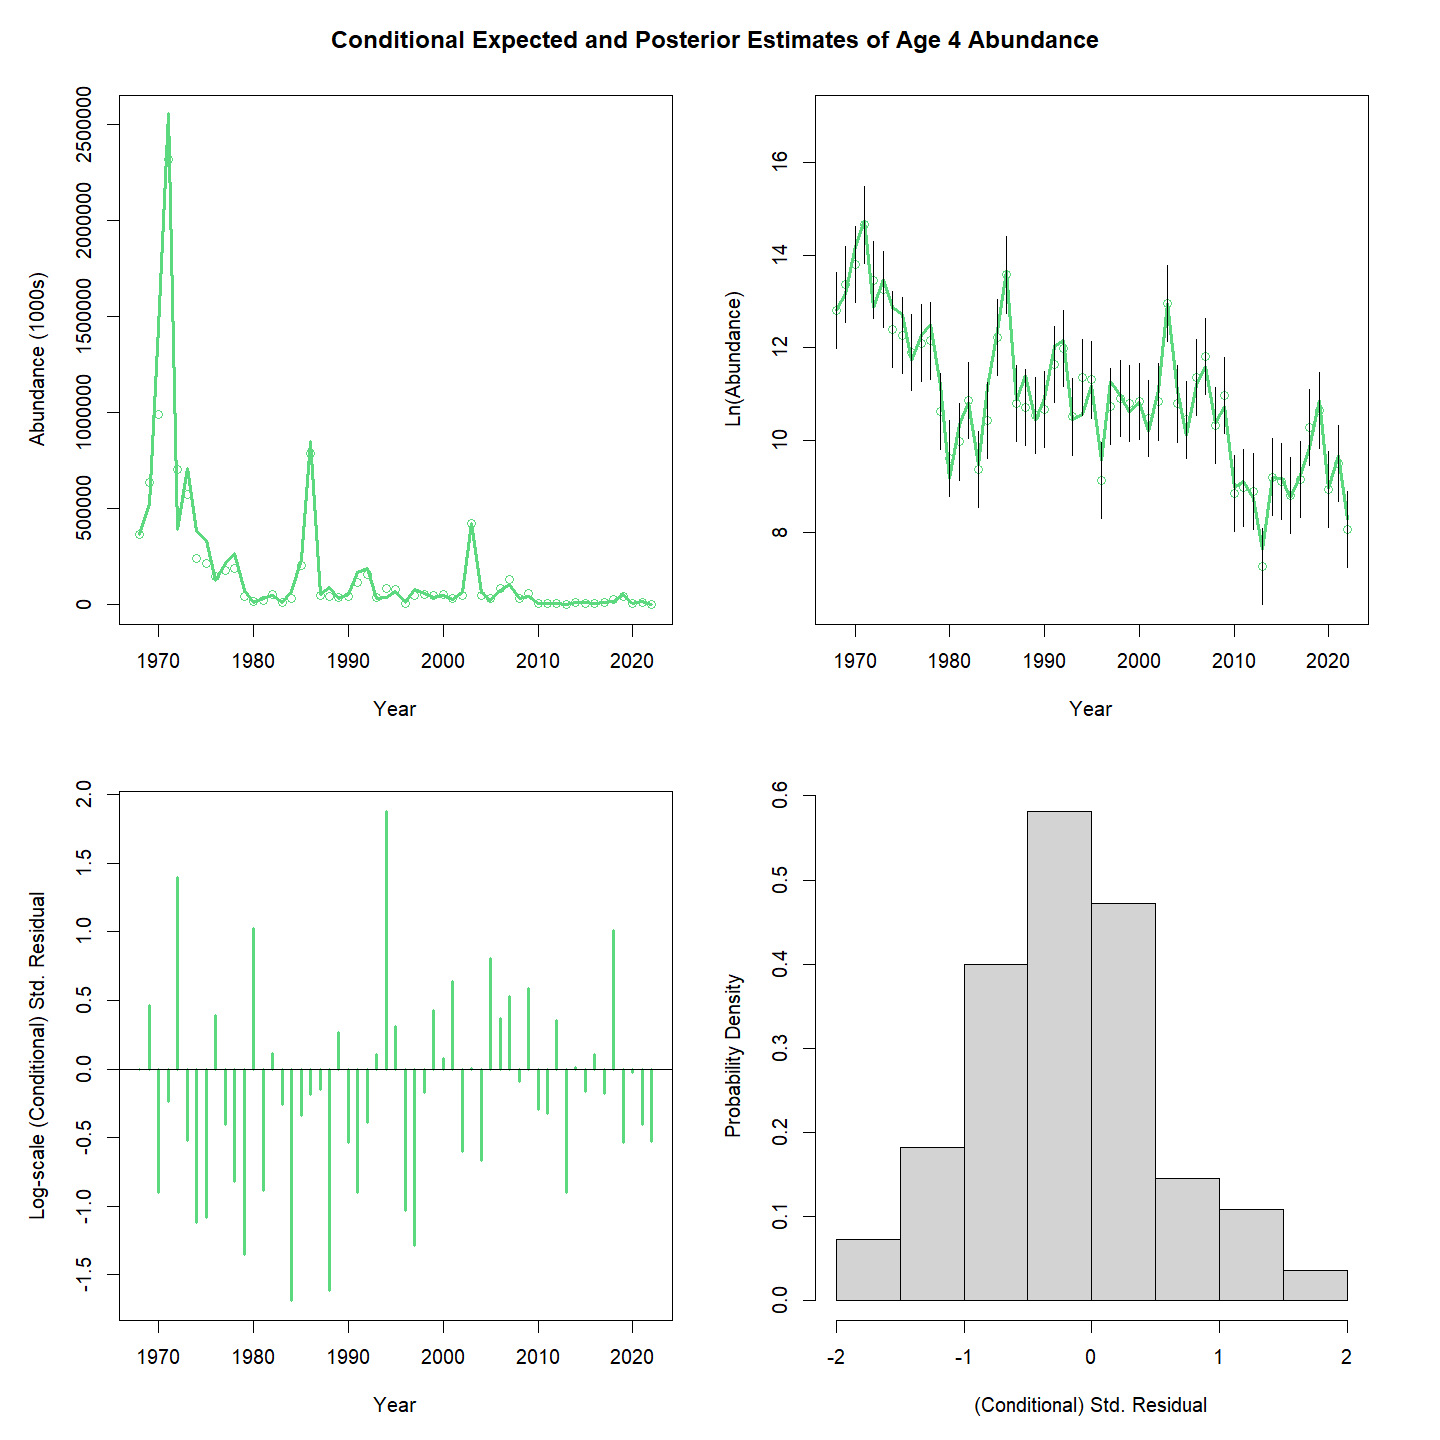 Conditional Expected and Posterior Estimates of Age 4 Abundance
Abundance (1000s)
2500000
2000000
1500000
1000000
500000
0
1970 1980 1990 2000 2010 2020
Year
Ln(Abundance)
16
14
12
10
8
1970 1980 1990 2000 2010 2020
Year
Log-scale (Conditional) Std. Residual
2.0
1.5
1.0
0.5
0.0
-0.5
-1.0
-1.5
1970 1980 1990 2000 2010 2020
Year
Probability Density
0.6
0.5
0.4
0.3
0.2
0.1
0.0
-2 -1 0 1 2
(Conditional) Std. Residual